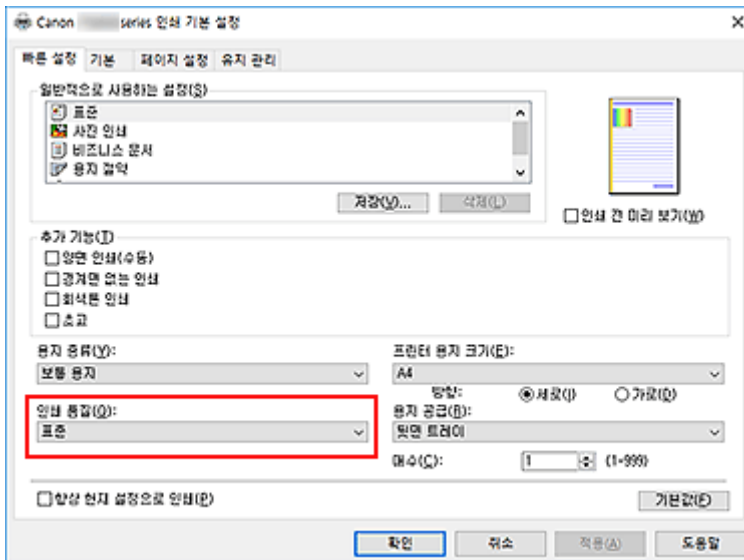 Canon series 인쇄 기본 설정
빠른 설정 기본 페이지 설정 유지 관리
일반적으로 사용하는 설정(S)
표준
사진 인쇄
비즈니스 문서
용지 절약
저장(V)... 삭제(L)
인쇄 전 미리 보기(W)
추가 기능(T)
양면 인쇄(수동)
경계면 없는 인쇄
회색톤 인쇄
초고
용지 종류(Y): 프린터 용지 크기(E):
보통 용지 A4
방향: 세로(I) 가로(D)
인쇄 품질(Q): 용지 공급(R):
표준 뒷면 트레이
매수(C): 1 (1-999)
항상 현재 설정으로 인쇄(P) 기본값(F)
확인 취소 적용(A) 도움말